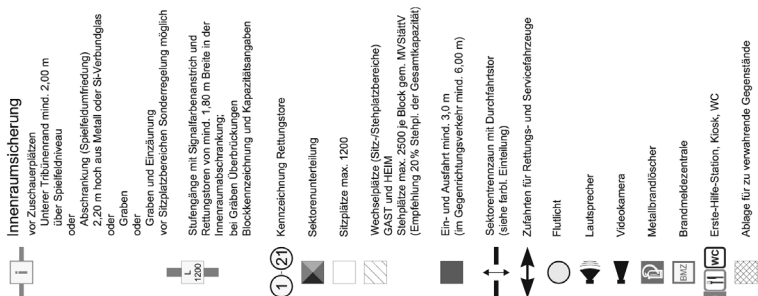 i
Innenraumsicherung
vor Zuschauerplätzen
Unterer Tribünenrand mind. 2,00 m
über Spielfeldniveau
oder
Abschrankung (Spielfeldumfriedung)
2,20 m hoch aus Metall oder Si-Verbundglas
oder
Graben
oder
Graben und Einzäunung
vor Sitzplatzbereichen Sonderregelung möglich
L
1200
Stufengänge mit Signalfarbenanstrich und
Rettungstoren von mind. 1,80 m Breite in der
Innenraumabschrankung;
bei Gräben Überbrückungen
Blockkennzeichnung und Kapazitätsangaben
1 21
Kennzeichnung Rettungstore
Sektorenunterteilung
Sitzplätze max. 1200
Wechselplätze (Sitz-/Stehplatzbereiche)
GAST und HEIM
Stehplätze max. 2500 je Block gem. MVStättV
(Empfehlung 20% Stehpl. der Gesamtkapazität)
Ein- und Ausfahrt mind. 3,0 m
(im Gegenrichtungsverkehr mind. 6,00 m)
Sektorentrennzaun mit Durchfahrtstor
(siehe farbl. Einteilung)
Zufahrten für Rettungs- und Servicefahrzeuge
Flutlicht
Lautsprecher
Videokamera
Metallbrandlöscher
BMZ
Brandmeldezentrale
WC
Erste-Hilfe-Station, Kiosk, WC
Ablage für zu verwahrende Gegenstände